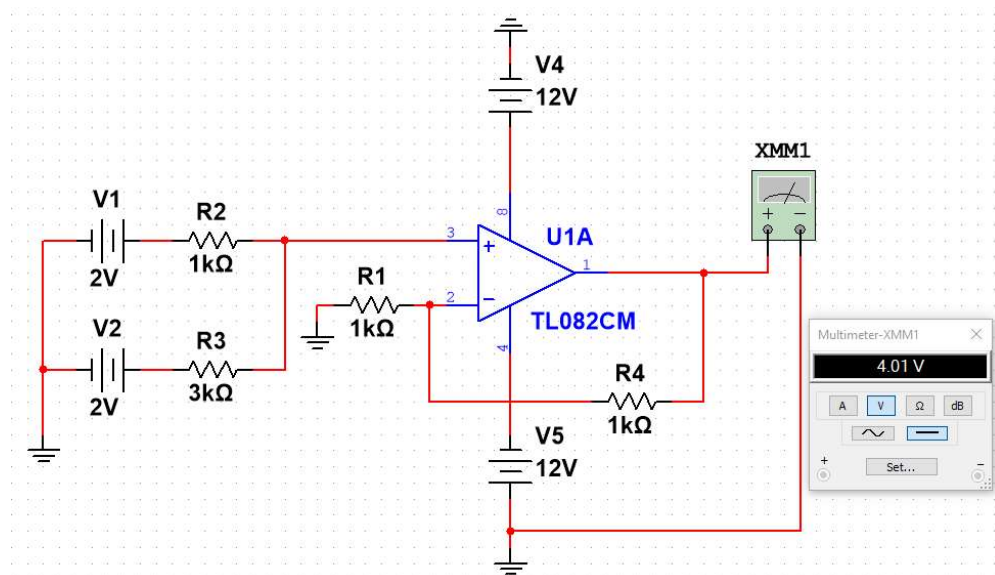 V4
12V
XMM1
+ −
V1
2V
R2
1kΩ
3
+
8
U1A
1
R1
1kΩ
2
−
TL082CM
4
V2
2V
R3
3kΩ
R4
1kΩ
V5
12V
Multimeter-XMM1
4.01 V
A V Ω dB
+ −
Set...